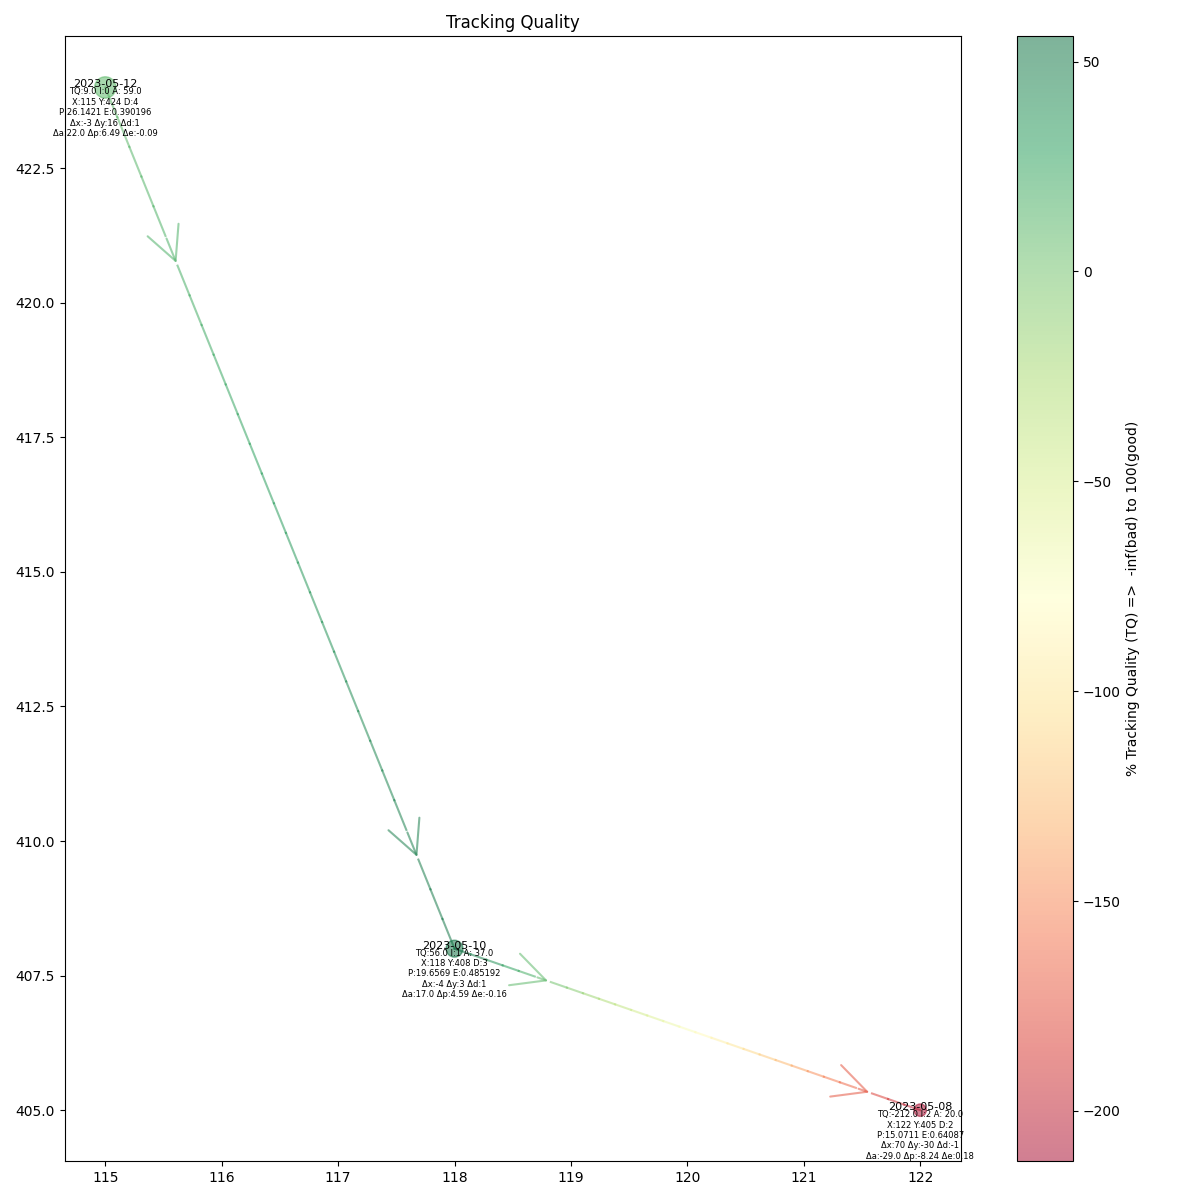 Tracking Quality
2023-05-12
TQ:9.0 I:0 A: 59.0
X:115 Y:424 D:4
P:26.1421 E:0.390196
Δx:-3 Δy:16 Δd:1
Δa:22.0 Δp:6.49 Δe:-0.09
422.5
420.0
417.5
415.0
412.5
410.0
407.5
405.0
2023-05-10
TQ:56.0 I:1 A: 37.0
X:118 Y:408 D:3
P:19.6569 E:0.485192
Δx:-4 Δy:3 Δd:1
Δa:17.0 Δp:4.59 Δe:-0.16
2023-05-08
TQ:-212.0 I:2 A: 20.0
X:122 Y:405 D:2
P:15.0711 E:0.64087
Δx:70 Δy:-30 Δd:-1
Δa:-29.0 Δp:-8.24 Δe:0.18
115 116 117 118 119 120 121 122
50
0
−50
−100
−150
−200
% Tracking Quality (TQ) => -inf(bad) to 100(good)